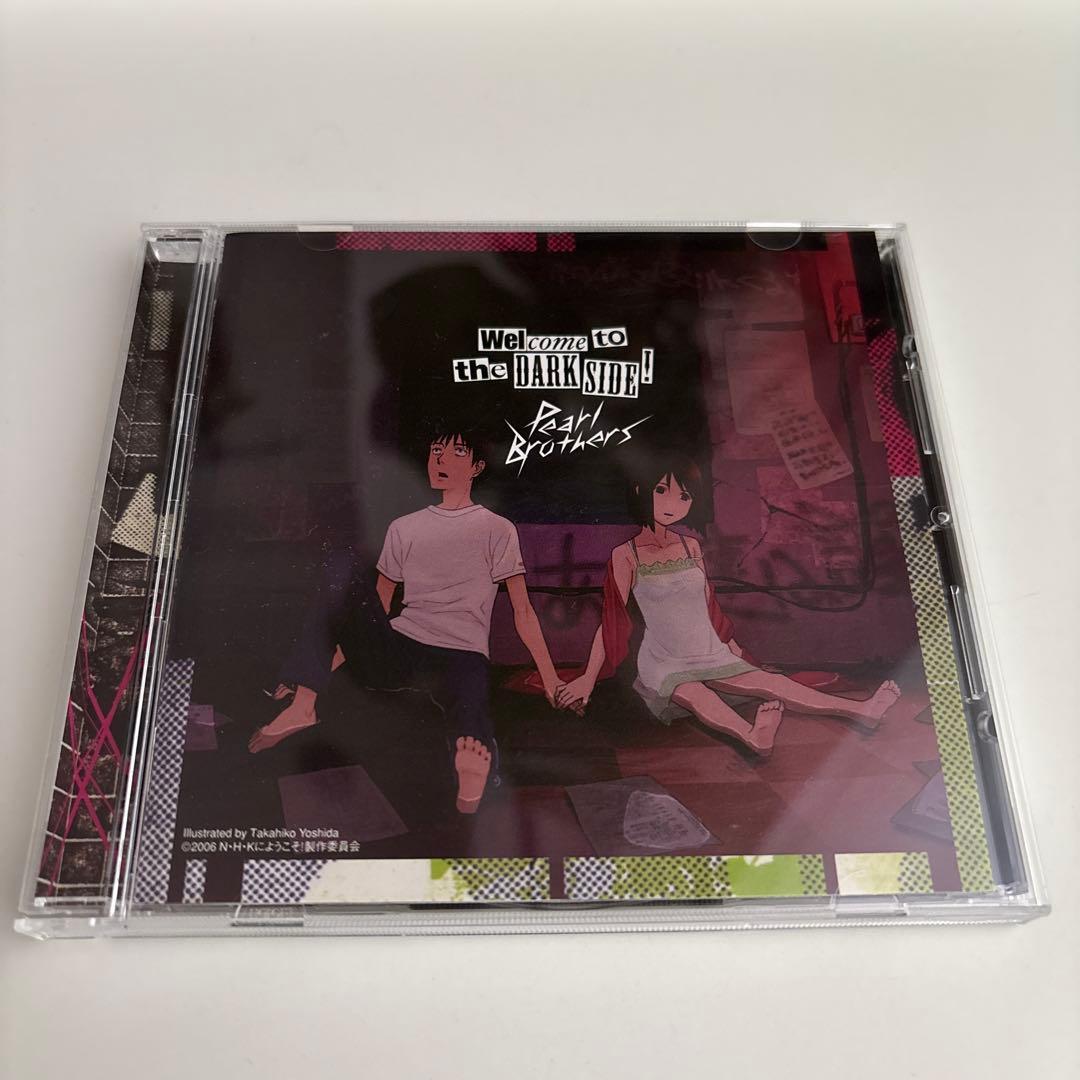 Welcome to
the DARK SIDE!
Pearl
Brothers
Illustrated by Takahiko Yoshida
©2006 N・H・Kにようこそ!製作委員会